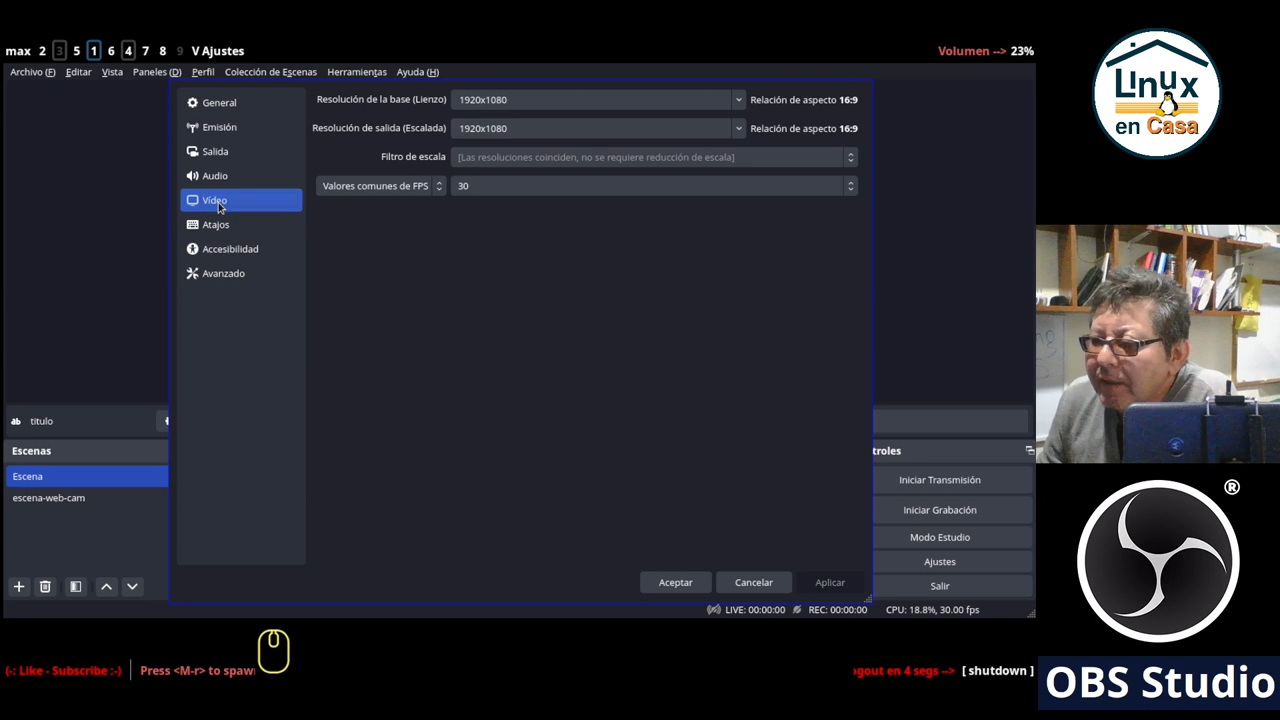 max 2 3 5 1 6 4 7 8 9 V Ajustes
Volumen --> 23%
Archivo (F) Editar Vista Paneles (D) Perfil Colección de Escenas Herramientas Ayuda (H)
General
Emisión
Salida
Audio
Vídeo
Atajos
Accesibilidad
Avanzado
Resolución de la base (Lienzo) 1920x1080 Relación de aspecto 16:9
Resolución de salida (Escalada) 1920x1080 Relación de aspecto 16:9
Filtro de escala [Las resoluciones coinciden, no se requiere reducción de escala]
Valores comunes de FPS 30
ab titulo
Escenas
Escena
escena-web-cam
troles
Iniciar Transmisión
Iniciar Grabación
Modo Estudio
Ajustes
Salir
Aceptar Cancelar Aplicar
LIVE: 00:00:00 REC: 00:00:00 CPU: 18.8%, 30.00 fps
(-: Like - Subscribe :-) Press <M-r> to spaw
gout en 4 segs --> [ shutdown ]
Linux
en Casa
®
OBS Studio